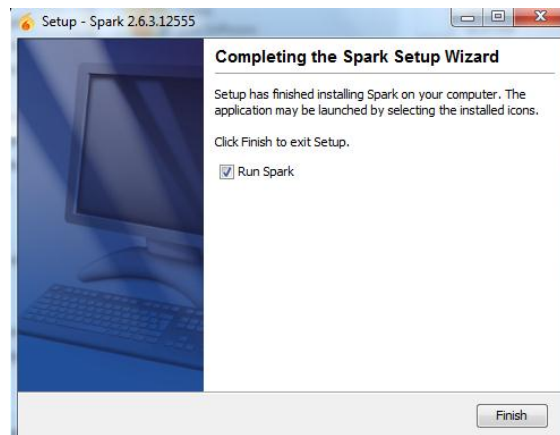 Setup - Spark 2.6.3.12555
Completing the Spark Setup Wizard
Setup has finished installing Spark on your computer. The
application may be launched by selecting the installed icons.
Click Finish to exit Setup.
Run Spark
Finish